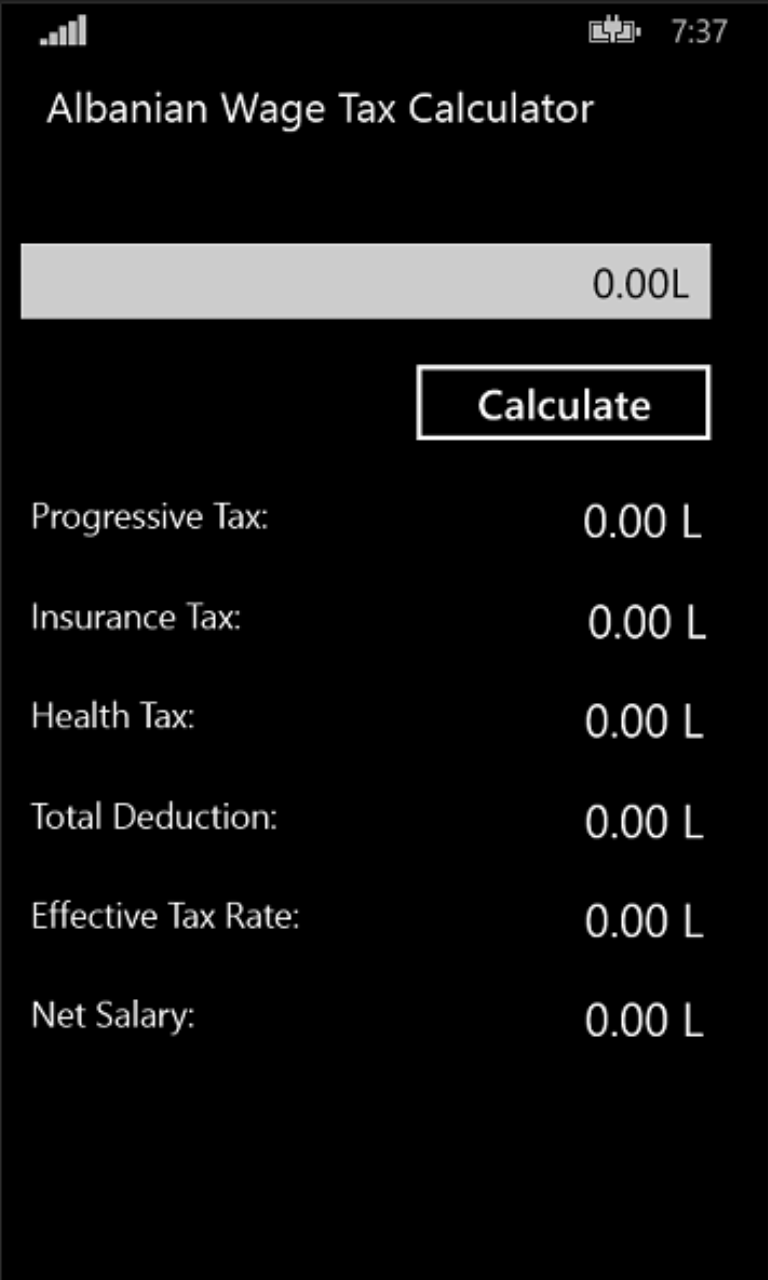 7:37
Albanian Wage Tax Calculator
0.00L
Calculate
Progressive Tax: 0.00 L
Insurance Tax: 0.00 L
Health Tax: 0.00 L
Total Deduction: 0.00 L
Effective Tax Rate: 0.00 L
Net Salary: 0.00 L